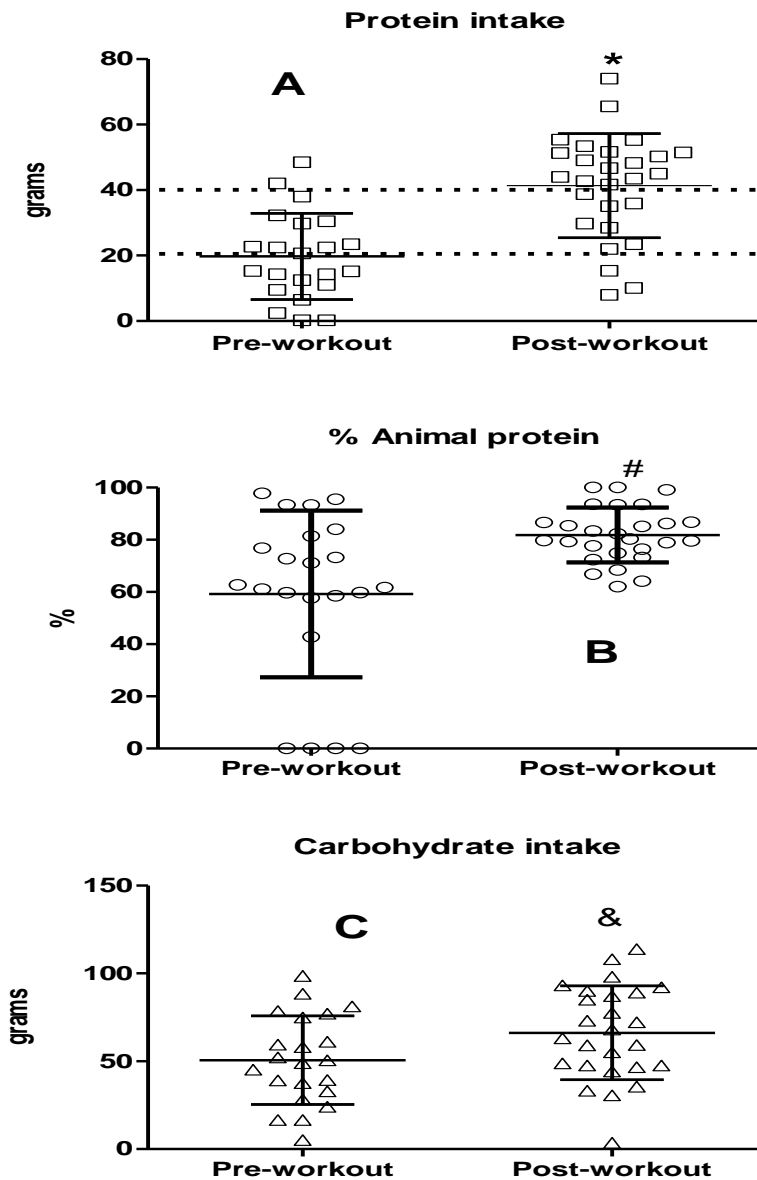 Protein intake
80
60
40
20
0
grams
A
*
Pre-workout
Post-workout
% Animal protein
100
80
60
40
20
0
%
#
B
Pre-workout
Post-workout
Carbohydrate intake
150
100
50
0
grams
C
&
Pre-workout
Post-workout